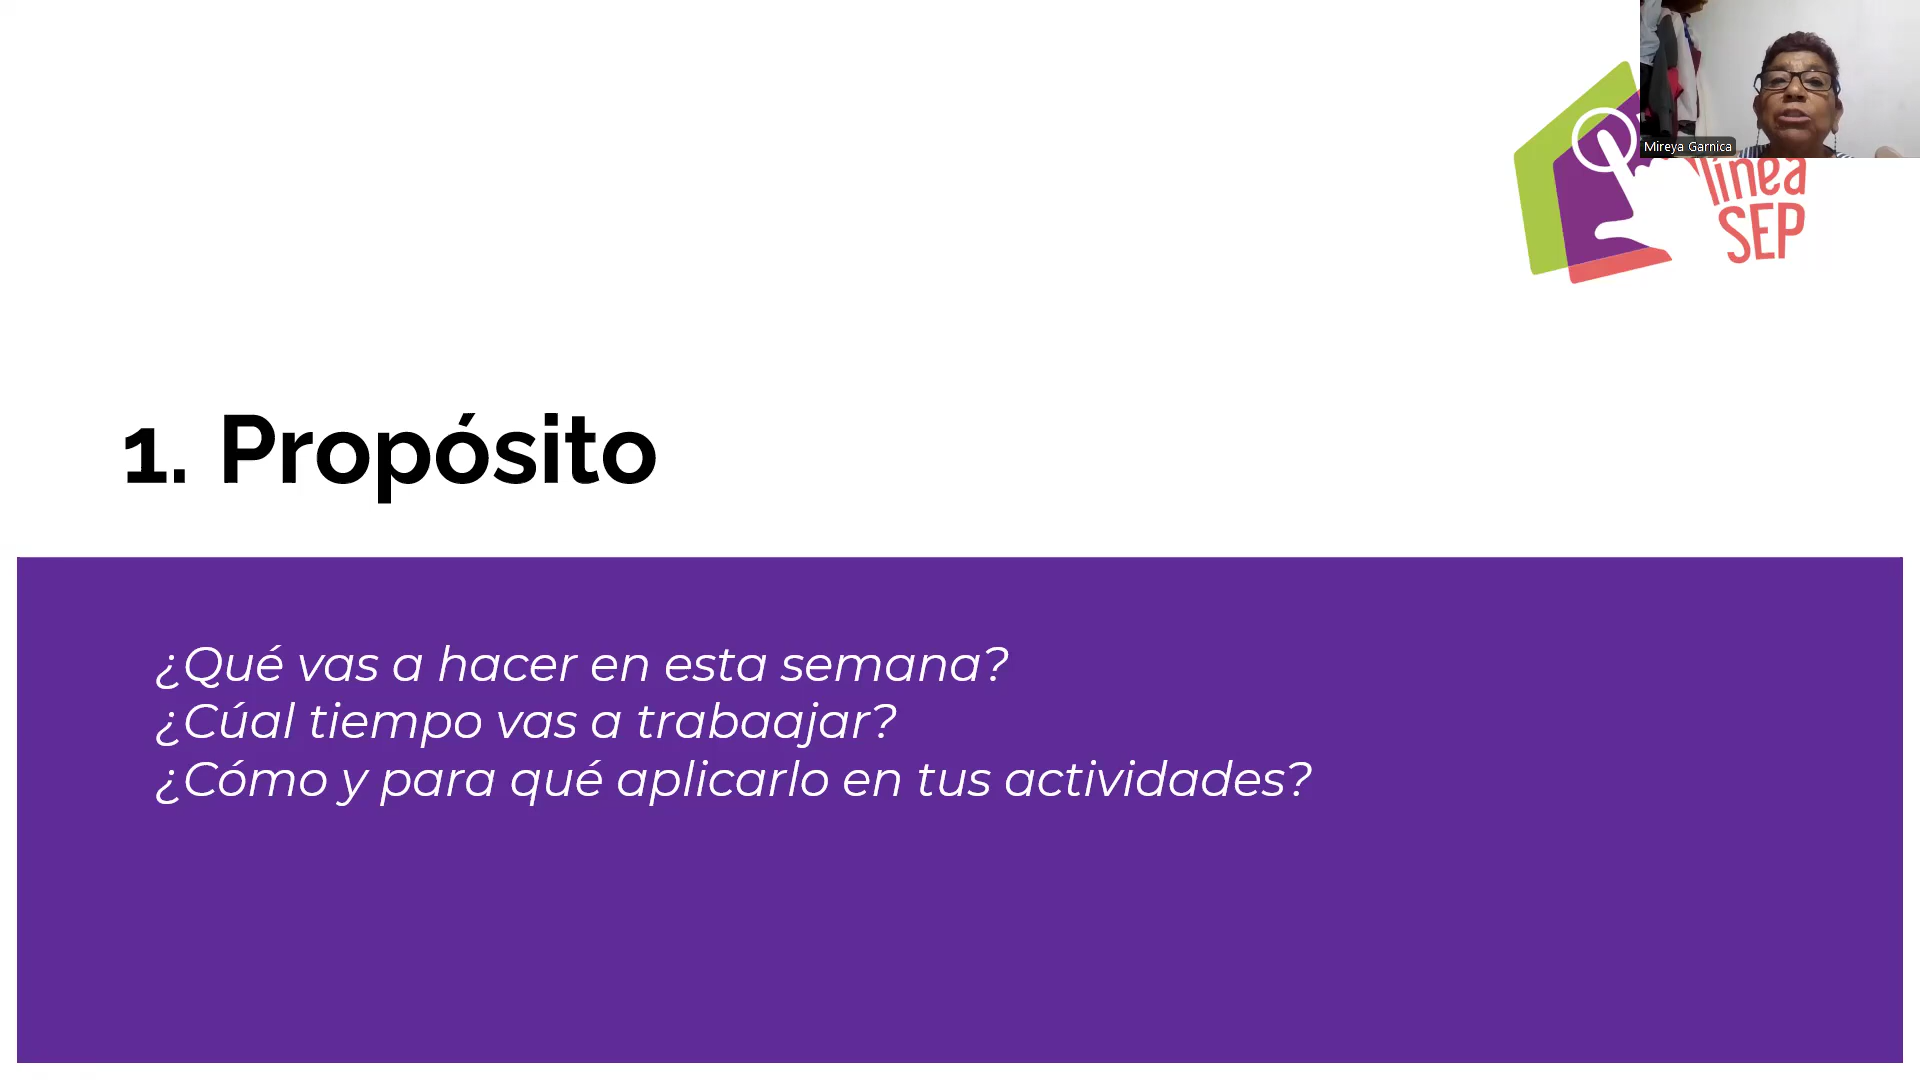 Mireya Garnica
línea
SEP
1. Propósito
¿Qué vas a hacer en esta semana?
¿Cúal tiempo vas a trabaajar?
¿Cómo y para qué aplicarlo en tus actividades?